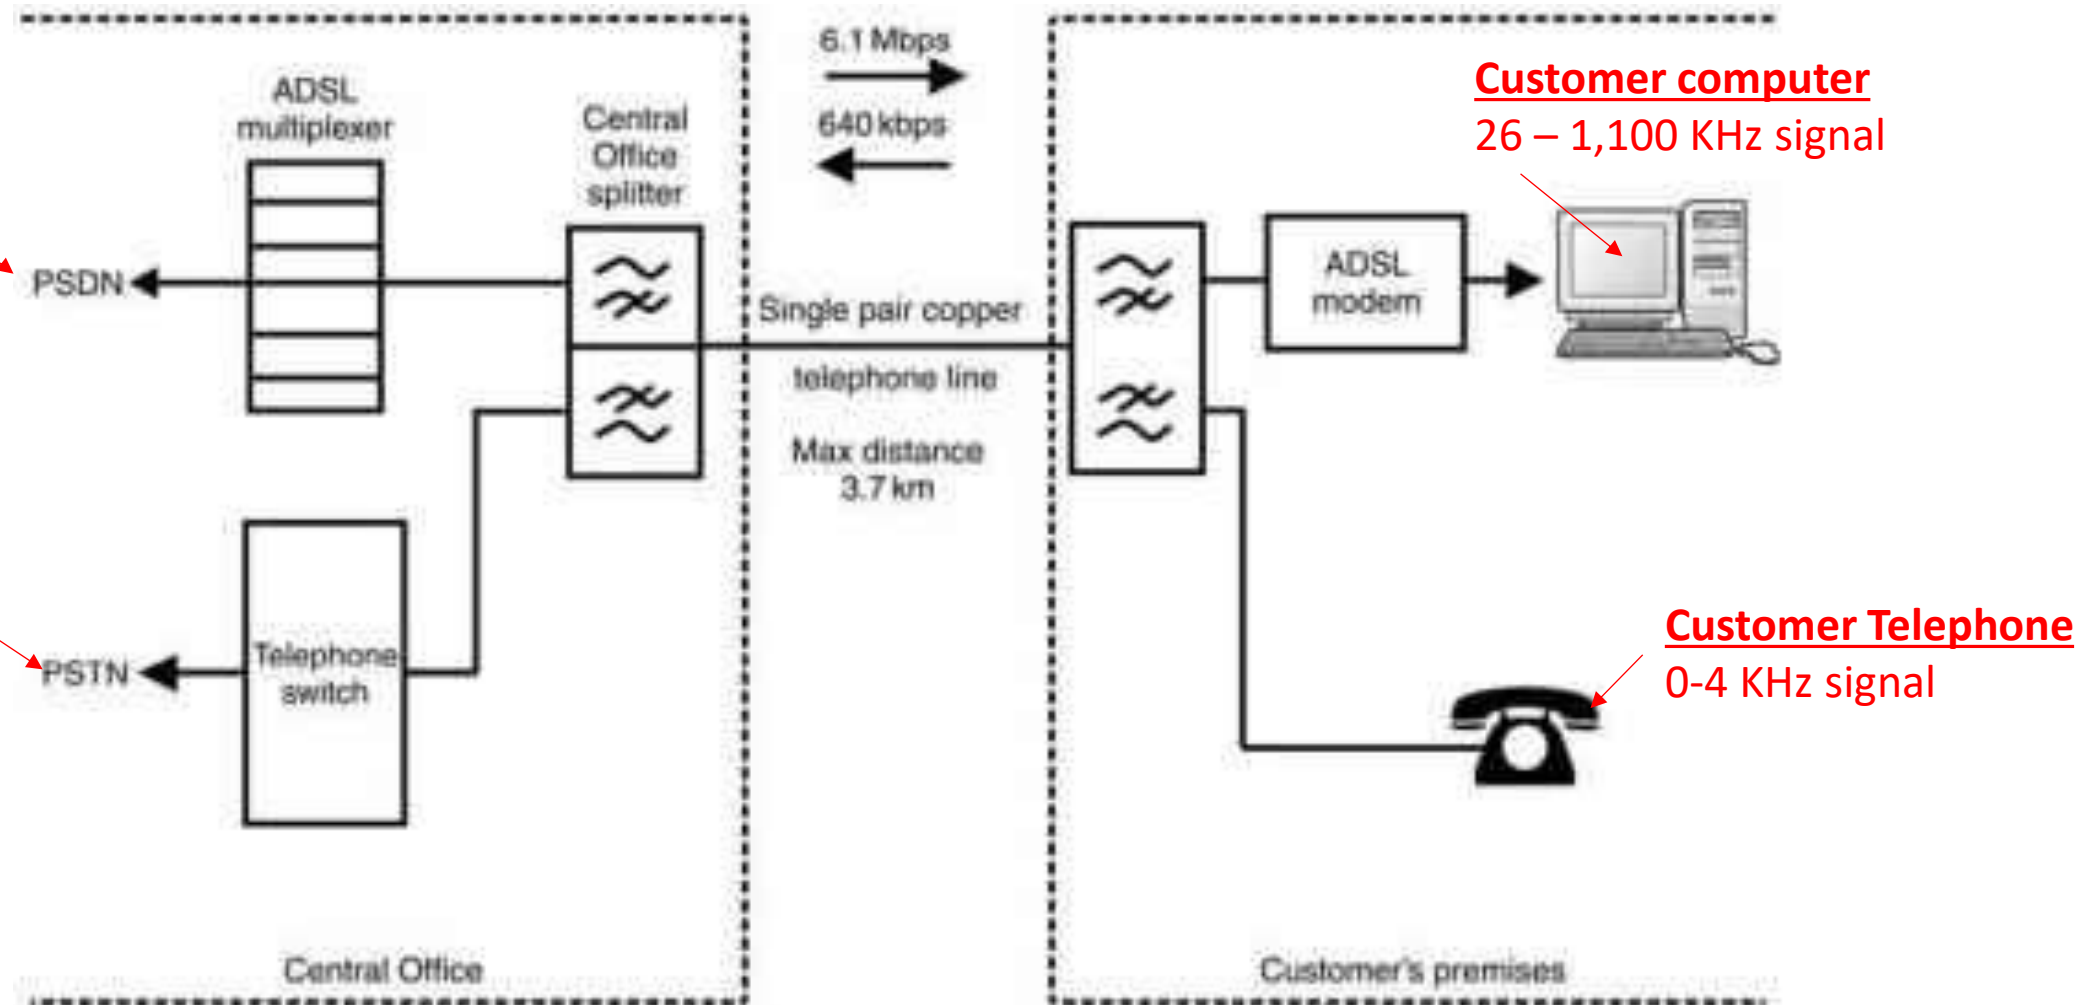 ADSL
multiplexer
Central
Office
splitter
PSDN
PSTN
Telephone
switch
Central Office
6.1 Mbps
640 kbps
Single pair copper
telephone line
Max distance
3.7 km
Customer computer
26 – 1,100 KHz signal
ADSL
modem
Customer Telephone
0-4 KHz signal
Customer's premises